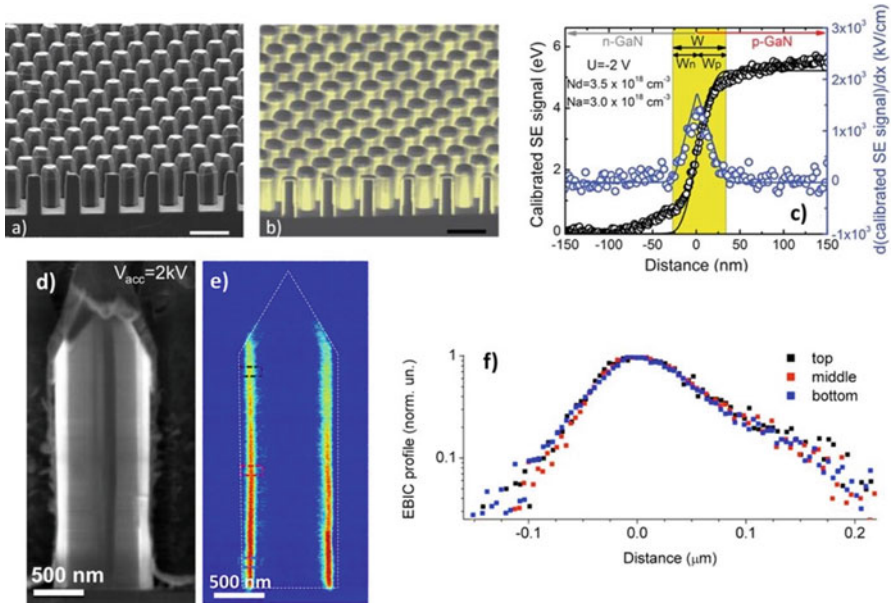 a)
b)
n-GaN
p-GaN
W
Wn
Wp
U=-2 V
Nd=3.5 x 10¹⁸ cm⁻³
Na=3.0 x 10¹⁸ cm⁻³
c)
Calibrated SE signal (eV)
6
4
2
0
-150
-100
-50
0
50
100
150
Distance (nm)
3x10³
2x10³
1x10³
0
-1x10³
d(calibrated SE signal)/dx (kV/cm)
d)
Vacc=2kV
500 nm
e)
500 nm
f)
EBIC profile (norm. un.)
1
0.1
top
middle
bottom
-0.1
0.0
0.1
0.2
Distance (μm)